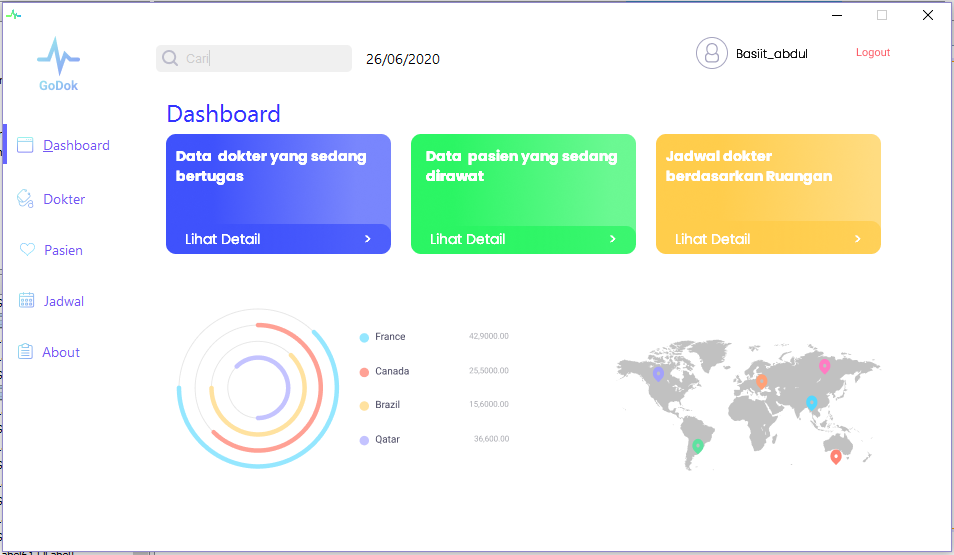 Cari
26/06/2020
Basiit_abdul
Logout
GoDok
Dashboard
Dokter
Pasien
Jadwal
About
Dashboard
Data dokter yang sedang
bertugas
Lihat Detail >
Data pasien yang sedang
dirawat
Lihat Detail >
Jadwal dokter
berdasarkan Ruangan
Lihat Detail >
France 42,9000.00
Canada 25,5000.00
Brazil 15,6000.00
Qatar 36,600.00